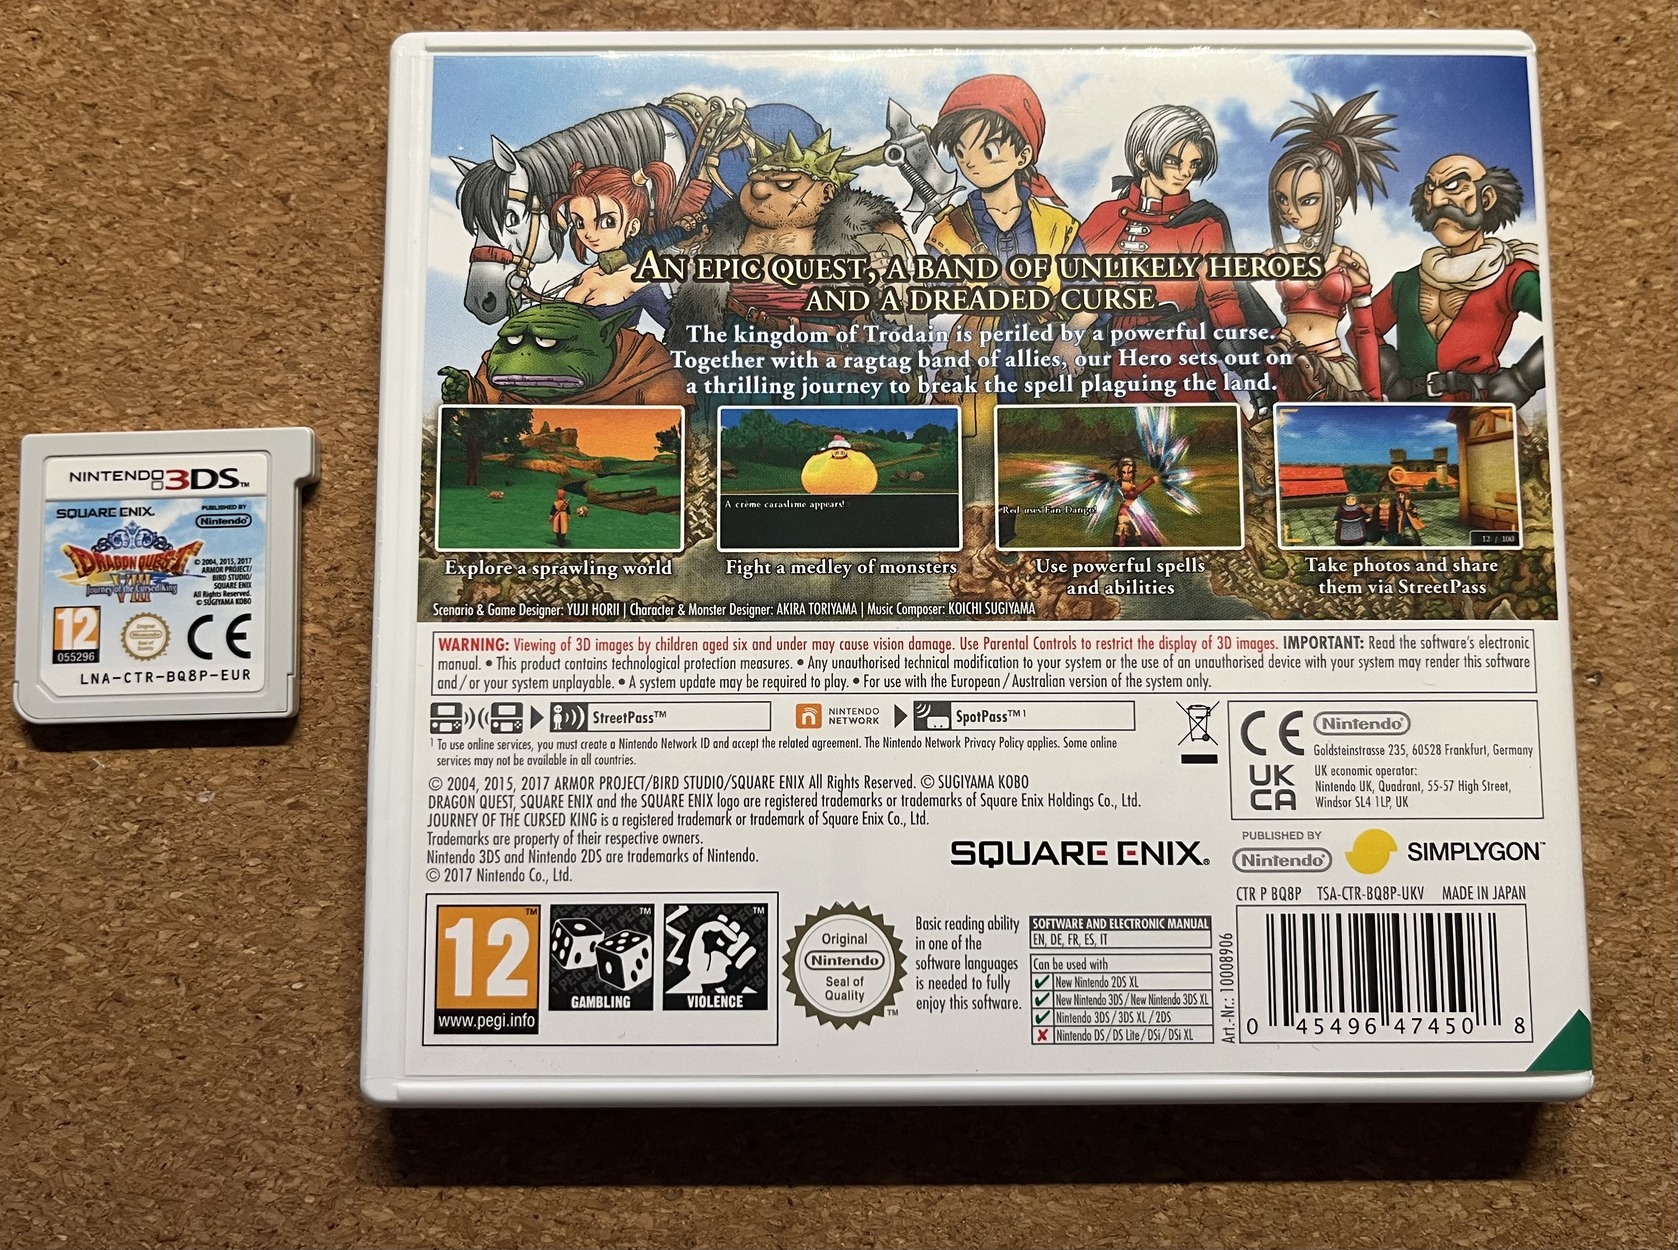 NINTENDO 3DS™
SQUARE ENIX.
PUBLISHED BY
Nintendo
DRAGON QUEST
VIII
Journey of the Cursed King
© 2004, 2015, 2017
ARMOR PROJECT/
BIRD STUDIO/
SQUARE ENIX
All Rights Reserved.
© SUGIYAMA KOBO
12
055296
Original
Nintendo
Seal of
Quality
CE
LNA-CTR-BQ8P-EUR
AN EPIC QUEST, A BAND OF UNLIKELY HEROES
AND A DREADED CURSE
The kingdom of Trodain is periled by a powerful curse.
Together with a ragtag band of allies, our Hero sets out on
a thrilling journey to break the spell plaguing the land.
A crème caraslime appears!
Red uses Fan Dango!
12 / 100
Explore a sprawling world
Fight a medley of monsters
Use powerful spells
and abilities
Take photos and share
them via StreetPass
Scenario & Game Designer: YUJI HORII | Character & Monster Designer: AKIRA TORIYAMA | Music Composer: KOICHI SUGIYAMA
WARNING: Viewing of 3D images by children aged six and under may cause vision damage. Use Parental Controls to restrict the display of 3D images. IMPORTANT: Read the software's electronic
manual. • This product contains technological protection measures. • Any unauthorised technical modification to your system or the use of an unauthorised device with your system may render this software
and/or your system unplayable. • A system update may be required to play. • For use with the European/Australian version of the system only.
StreetPass™
NINTENDO
NETWORK
SpotPass™ 1
1 To use online services, you must create a Nintendo Network ID and accept the related agreement. The Nintendo Network Privacy Policy applies. Some online
services may not be available in all countries.
© 2004, 2015, 2017 ARMOR PROJECT/BIRD STUDIO/SQUARE ENIX All Rights Reserved. © SUGIYAMA KOBO
DRAGON QUEST, SQUARE ENIX and the SQUARE ENIX logo are registered trademarks or trademarks of Square Enix Holdings Co., Ltd.
JOURNEY OF THE CURSED KING is a registered trademark or trademark of Square Enix Co., Ltd.
Trademarks are property of their respective owners.
Nintendo 3DS and Nintendo 2DS are trademarks of Nintendo.
© 2017 Nintendo Co., Ltd.
CE
Nintendo
Goldsteinstrasse 235, 60528 Frankfurt, Germany
UK
CA
UK economic operator:
Nintendo UK, Quadrant, 55-57 High Street,
Windsor SL4 1LP, UK
SQUARE ENIX®
PUBLISHED BY
Nintendo
SIMPLYGON™
CTR P BQ8P TSA-CTR-BQ8P-UKV MADE IN JAPAN
12™
www.pegi.info
™
GAMBLING
™
VIOLENCE
Original
Nintendo
Seal of
Quality
™
Basic reading ability
in one of the
software languages
is needed to fully
enjoy this software.
SOFTWARE AND ELECTRONIC MANUAL
EN, DE, FR, ES, IT
Can be used with
✓ New Nintendo 2DS XL
✓ New Nintendo 3DS/New Nintendo 3DS XL
✓ Nintendo 3DS/3DS XL/2DS
✗ Nintendo DS/DS Lite/DSi/DSi XL
Art.-Nr.: 10008906
0 45496 47450 8